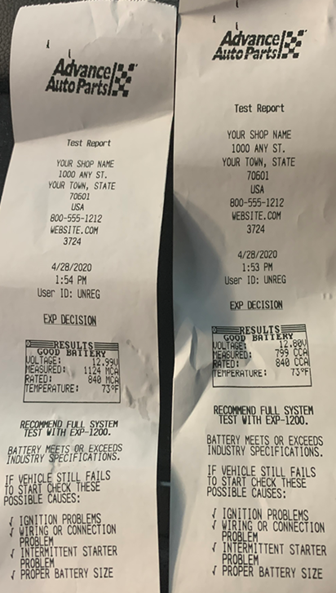 Advance
Auto Parts
Test Report
YOUR SHOP NAME
1000 ANY ST.
YOUR TOWN, STATE
70601
USA
800-555-1212
WEBSITE.COM
3724
4/28/2020
1:54 PM
User ID: UNREG
EXP DECISION
RESULTS
GOOD BATTERY
VOLTAGE: 12.99V
MEASURED: 1124 MCA
RATED: 840 MCA
TEMPERATURE: 73°F
RECOMMEND FULL SYSTEM
TEST WITH EXP-1200.
BATTERY MEETS OR EXCEEDS
INDUSTRY SPECIFICATIONS.
IF VEHICLE STILL FAILS
TO START CHECK THESE
POSSIBLE CAUSES:
√ IGNITION PROBLEMS
√ WIRING OR CONNECTION
PROBLEM
√ INTERMITTENT STARTER
PROBLEM
√ PROPER BATTERY SIZE
Advance
Auto Parts
Test Report
YOUR SHOP NAME
1000 ANY ST.
YOUR TOWN, STATE
70601
USA
800-555-1212
WEBSITE.COM
3724
4/28/2020
1:53 PM
User ID: UNREG
EXP DECISION
RESULTS
GOOD BATTERY
VOLTAGE: 12.80V
MEASURED: 799 CCA
RATED: 840 CCA
TEMPERATURE: 73°F
RECOMMEND FULL SYSTEM
TEST WITH EXP-1200.
BATTERY MEETS OR EXCEEDS
INDUSTRY SPECIFICATIONS.
IF VEHICLE STILL FAILS
TO START CHECK THESE
POSSIBLE CAUSES:
√ IGNITION PROBLEMS
√ WIRING OR CONNECTION
PROBLEM
√ INTERMITTENT STARTER
PROBLEM
√ PROPER BATTERY SIZE